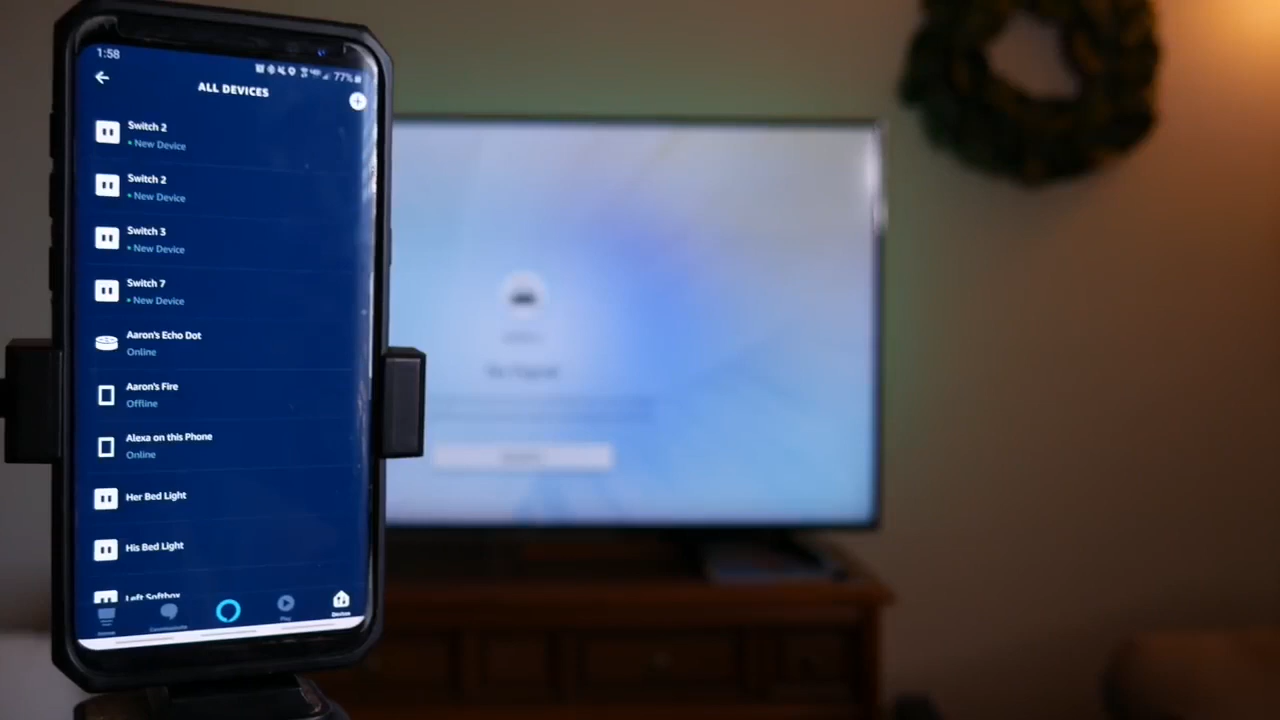 1:58
77%
ALL DEVICES
Switch 2
• New Device
Switch 2
• New Device
Switch 3
• New Device
Switch 7
• New Device
Aaron's Echo Dot
Online
Aaron's Fire
Offline
Alexa on this Phone
Online
Her Bed Light
His Bed Light
Left Softbox
Play
Devices